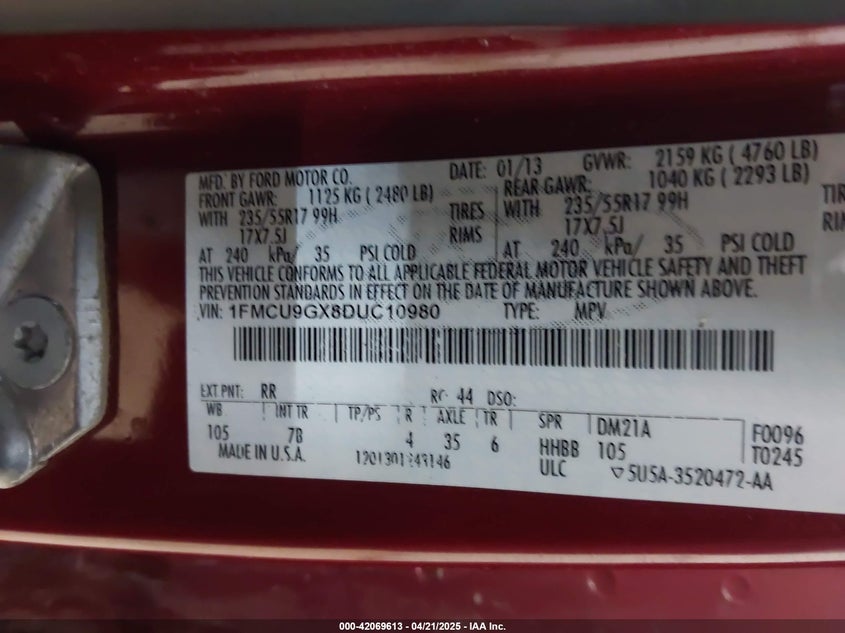 MFD. BY FORD MOTOR CO. DATE: 01/13 GVWR: 2159 KG ( 4760 LB)
FRONT GAWR: 1125 KG ( 2480 LB) REAR GAWR: 1040 KG ( 2293 LB)
WITH 235/55R17 99H TIRES WITH 235/55R17 99H TIR
17X7.5J RIMS 17X7.5J RIM
AT 240 kPa/ 35 PSI COLD AT 240 kPa/ 35 PSI COLD
THIS VEHICLE CONFORMS TO ALL APPLICABLE FEDERAL MOTOR VEHICLE SAFETY AND THEFT
PREVENTION STANDARDS IN EFFECT ON THE DATE OF MANUFACTURE SHOWN ABOVE.
VIN: 1FMCU9GX8DUC10980 TYPE: MPV
EXT PNT: RR RC: 44 DSO:
WB INT TR TP/PS R AXLE TR SPR DM21A F0096
105 7B 4 35 6 HHBB 105 T0245
MADE IN U.S.A. ULC 5U5A-3520472-AA
000-42069613 - 04/21/2025 - IAA Inc.